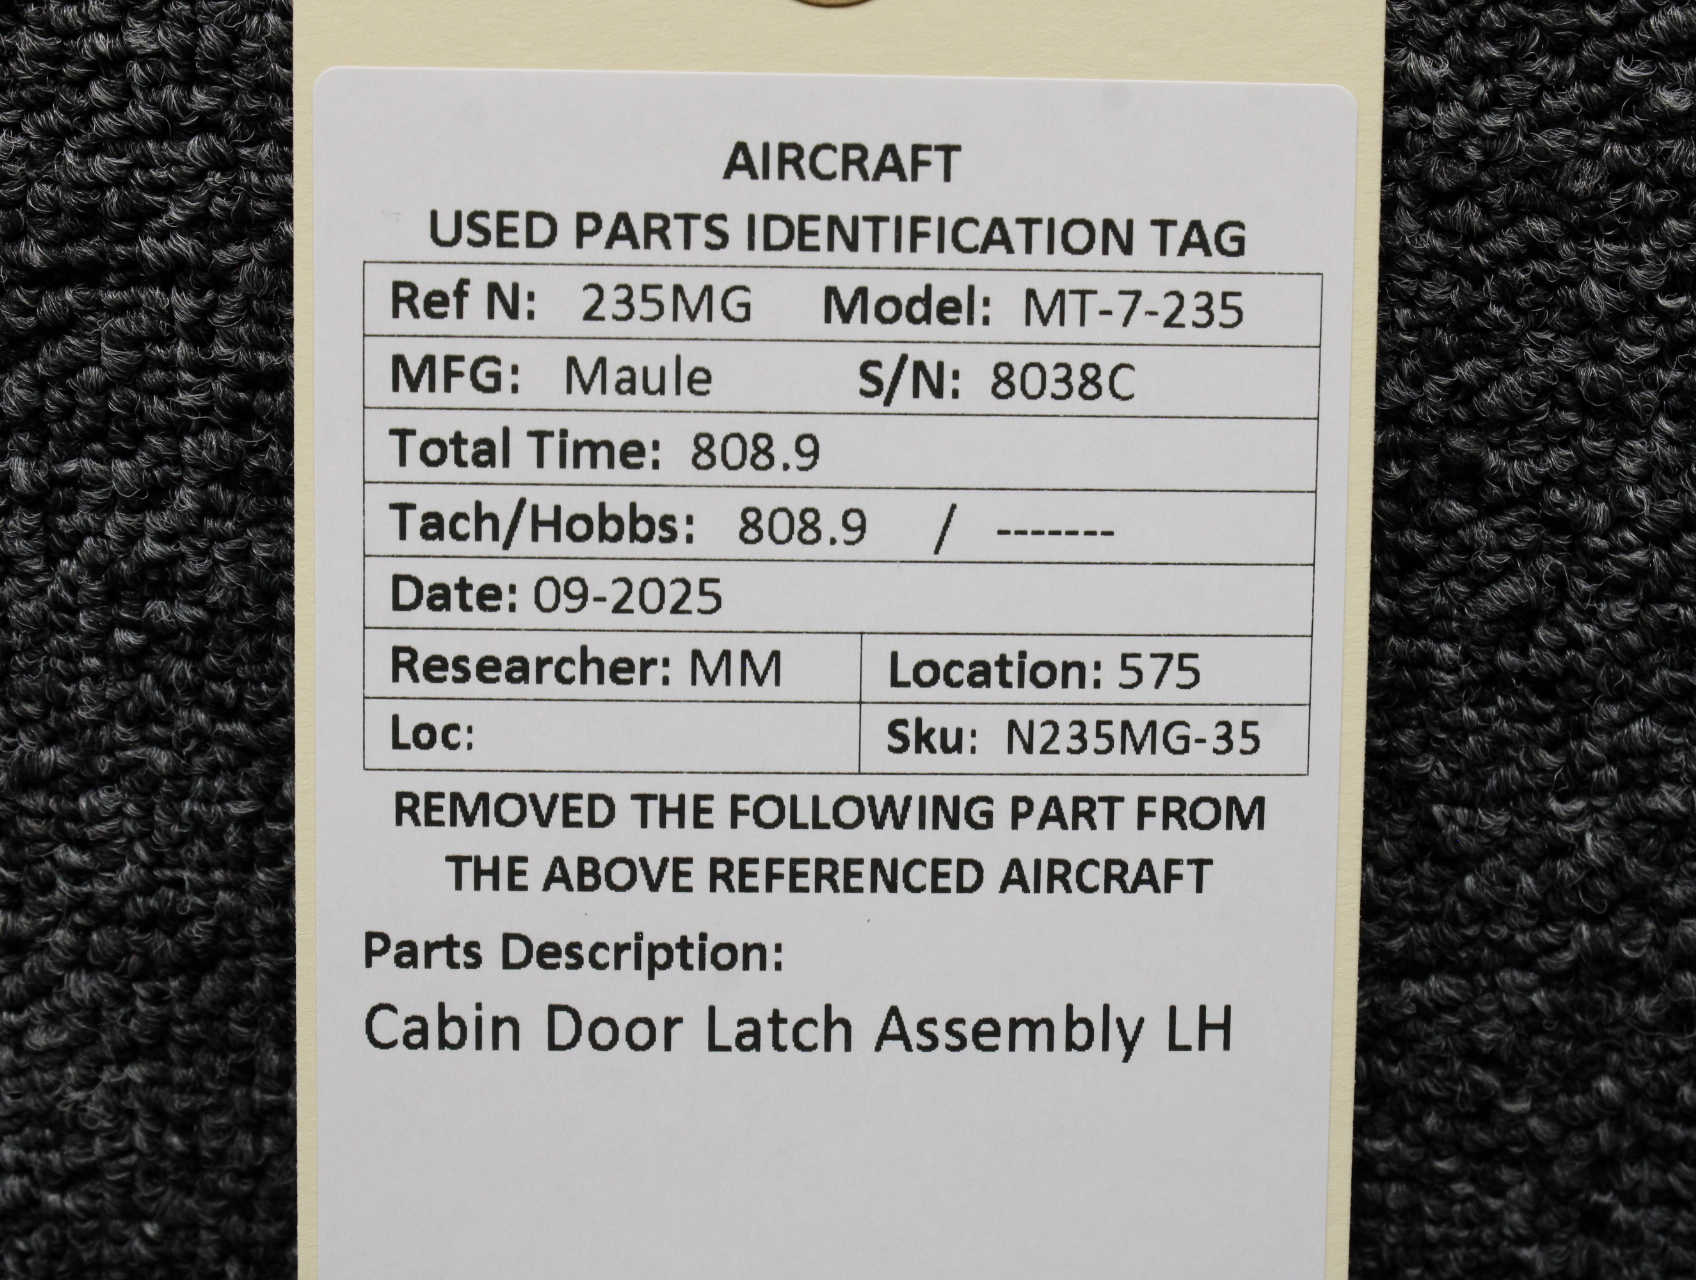 AIRCRAFT
USED PARTS IDENTIFICATION TAG
Ref N: 235MG Model: MT-7-235
MFG: Maule S/N: 8038C
Total Time: 808.9
Tach/Hobbs: 808.9 / -------
Date: 09-2025
Researcher: MM Location: 575
Loc: Sku: N235MG-35
REMOVED THE FOLLOWING PART FROM
THE ABOVE REFERENCED AIRCRAFT
Parts Description:
Cabin Door Latch Assembly LH